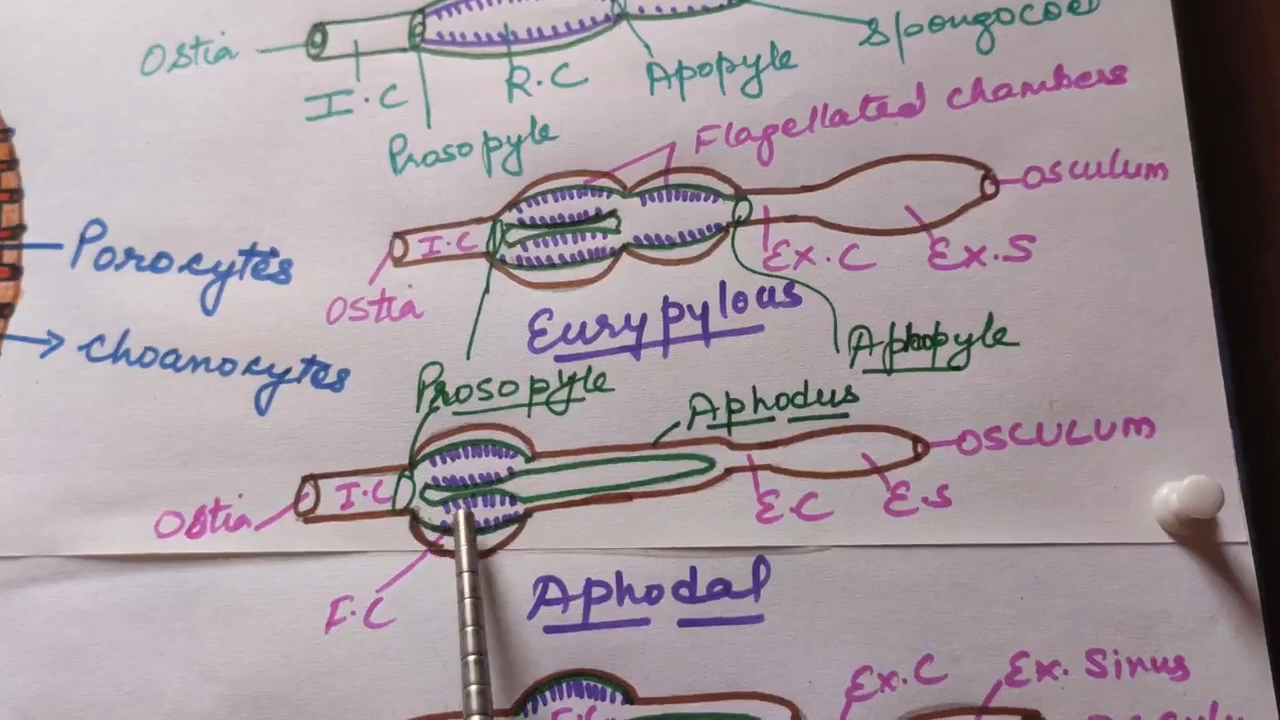 Ostia
I.C
R.C
Apopyle
Spongocoel
Prosopyle
Flagellated chambers
Osculum
I.C
Ex.C
Ex.S
Ostia
Porocytes
Eurypylous
Apopyle
Choanocytes
Prosopyle
Aphodus
OSCULUM
I.C
Ostia
E.C
E.S
F.C
Aphodal
Ex.C
Ex. Sinus